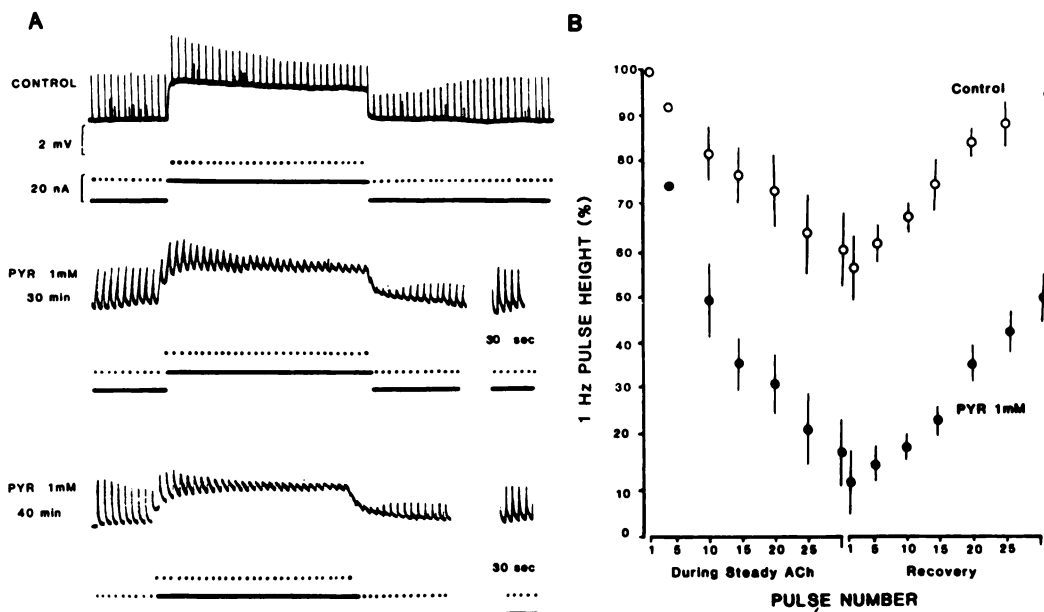 A
CONTROL
2 mV
20 nA
PYR 1mM
30 min
30 sec
PYR 1mM
40 min
30 sec
B
1 Hz PULSE HEIGHT (%)
100
90
80
70
60
50
40
30
20
10
0
Control
PYR 1mM
1 5 10 15 20 25 1 5 10 15 20 25
During Steady ACh Recovery
PULSE NUMBER